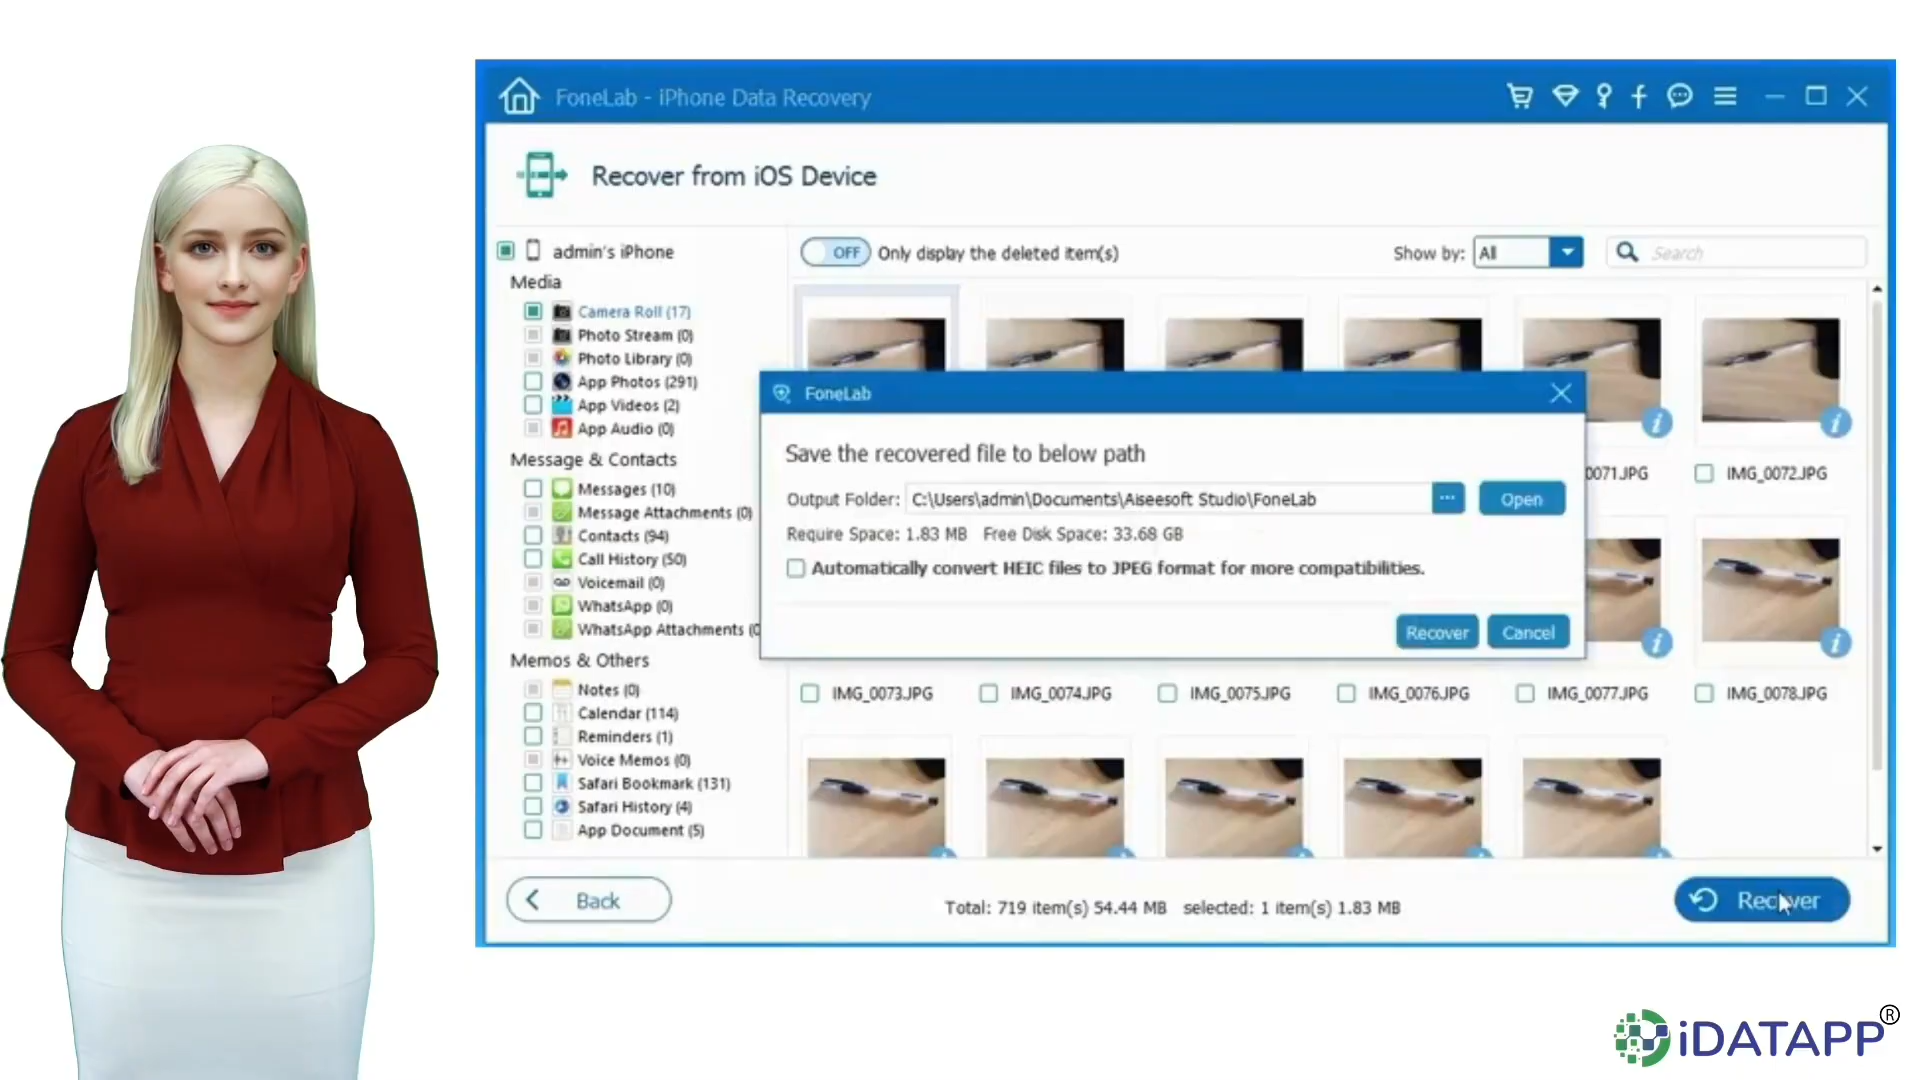 FoneLab - iPhone Data Recovery
Recover from iOS Device
admin's iPhone
Media
Camera Roll (17)
Photo Stream (0)
Photo Library (0)
App Photos (291)
App Videos (2)
App Audio (0)
Message & Contacts
Messages (10)
Message Attachments (0)
Contacts (94)
Call History (50)
Voicemail (0)
WhatsApp (0)
WhatsApp Attachments (0
Memos & Others
Notes (0)
Calendar (114)
Reminders (1)
Voice Memos (0)
Safari Bookmark (131)
Safari History (4)
App Document (5)
OFF Only display the deleted item(s)
Show by: All
Search
0071.JPG IMG_0072.JPG
FoneLab
Save the recovered file to below path
Output Folder: C:\Users\admin\Documents\Aiseesoft Studio\FoneLab ... Open
Require Space: 1.83 MB Free Disk Space: 33.68 GB
Automatically convert HEIC files to JPEG format for more compatibilities.
Recover Cancel
IMG_0073.JPG IMG_0074.JPG IMG_0075.JPG IMG_0076.JPG IMG_0077.JPG IMG_0078.JPG
Back
Total: 719 item(s) 54.44 MB selected: 1 item(s) 1.83 MB
Recover
iDATAPP®